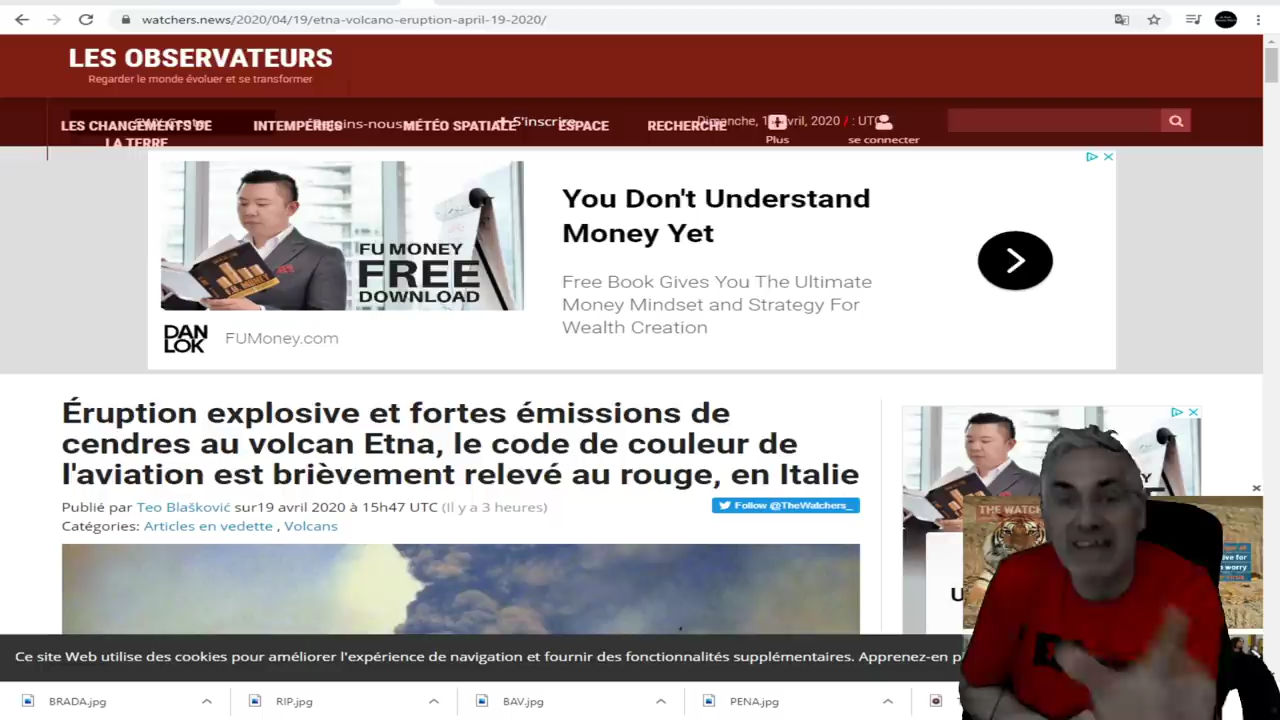 watchers.news/2020/04/19/etna-volcano-eruption-april-19-2020/
LES OBSERVATEURS
Regarder le monde évoluer et se transformer
LES CHANGEMENTS DE
LA TERRE
INTEMPÉRIES
MÉTÉO SPATIALE
S'inscrire
ESPACE
RECHERCHE
Plus
se connecter
You Don't Understand
Money Yet
FU MONEY
FREE
DOWNLOAD
Free Book Gives You The Ultimate
Money Mindset and Strategy For
Wealth Creation
DAN
LOK
FUMoney.com
Éruption explosive et fortes émissions de
cendres au volcan Etna, le code de couleur de
l'aviation est brièvement relevé au rouge, en Italie
Publié par Teo Blašković sur19 avril 2020 à 15h47 UTC (Il y a 3 heures)
Follow @TheWatchers_
Catégories: Articles en vedette , Volcans
Ce site Web utilise des cookies pour améliorer l'expérience de navigation et fournir des fonctionnalités supplémentaires. Apprenez-en
BRADA.jpg
RIP.jpg
BAV.jpg
PENA.jpg